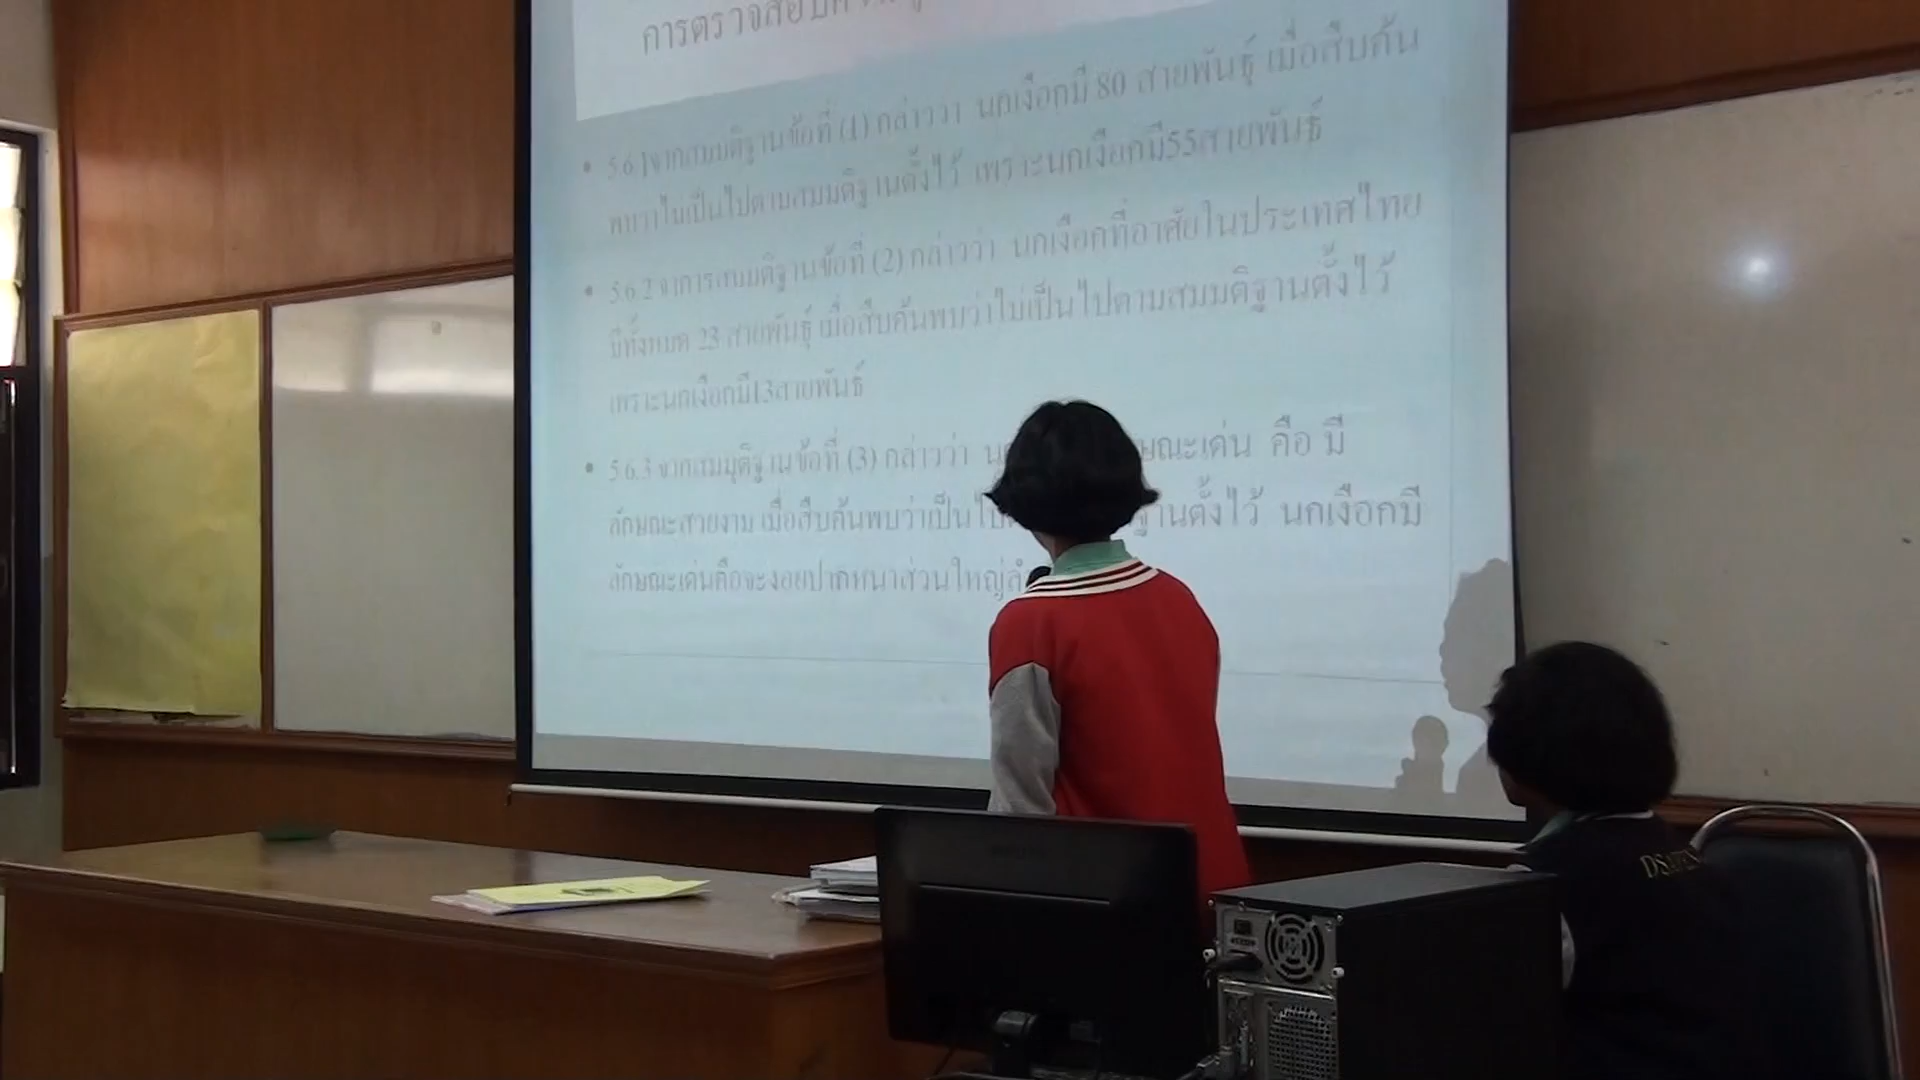 การตรวจสอบ
• 5.6.1จากสมมติฐานข้อที่ (1) กล่าวว่า นกเงือกมี 80 สายพันธุ์ เมื่อสืบค้น
พบว่าไม่เป็นไปตามสมมติฐานตั้งไว้ เพราะนกเงือกมี55สายพันธ์
• 5.6.2 จาการสมมติฐานข้อที่ (2) กล่าวว่า นกเงือกที่อาศัยในประเทศไทย
มีทั้งหมด 23 สายพันธุ์ เมื่อสืบค้นพบว่าไม่เป็นไปตามสมมติฐานตั้งไว้
เพราะนกเงือกมี13สายพันธ์
• 5.6.3 จากสมมุติฐานข้อที่ (3) กล่าวว่า ษณะเด่น คือ มี
ลักษณะสวยงาม เมื่อสืบค้นพบว่าเป็นไป ฐานตั้งไว้ นกเงือกมี
ลักษณะเด่นคือจะงอยปากหนาส่วนใหญ่